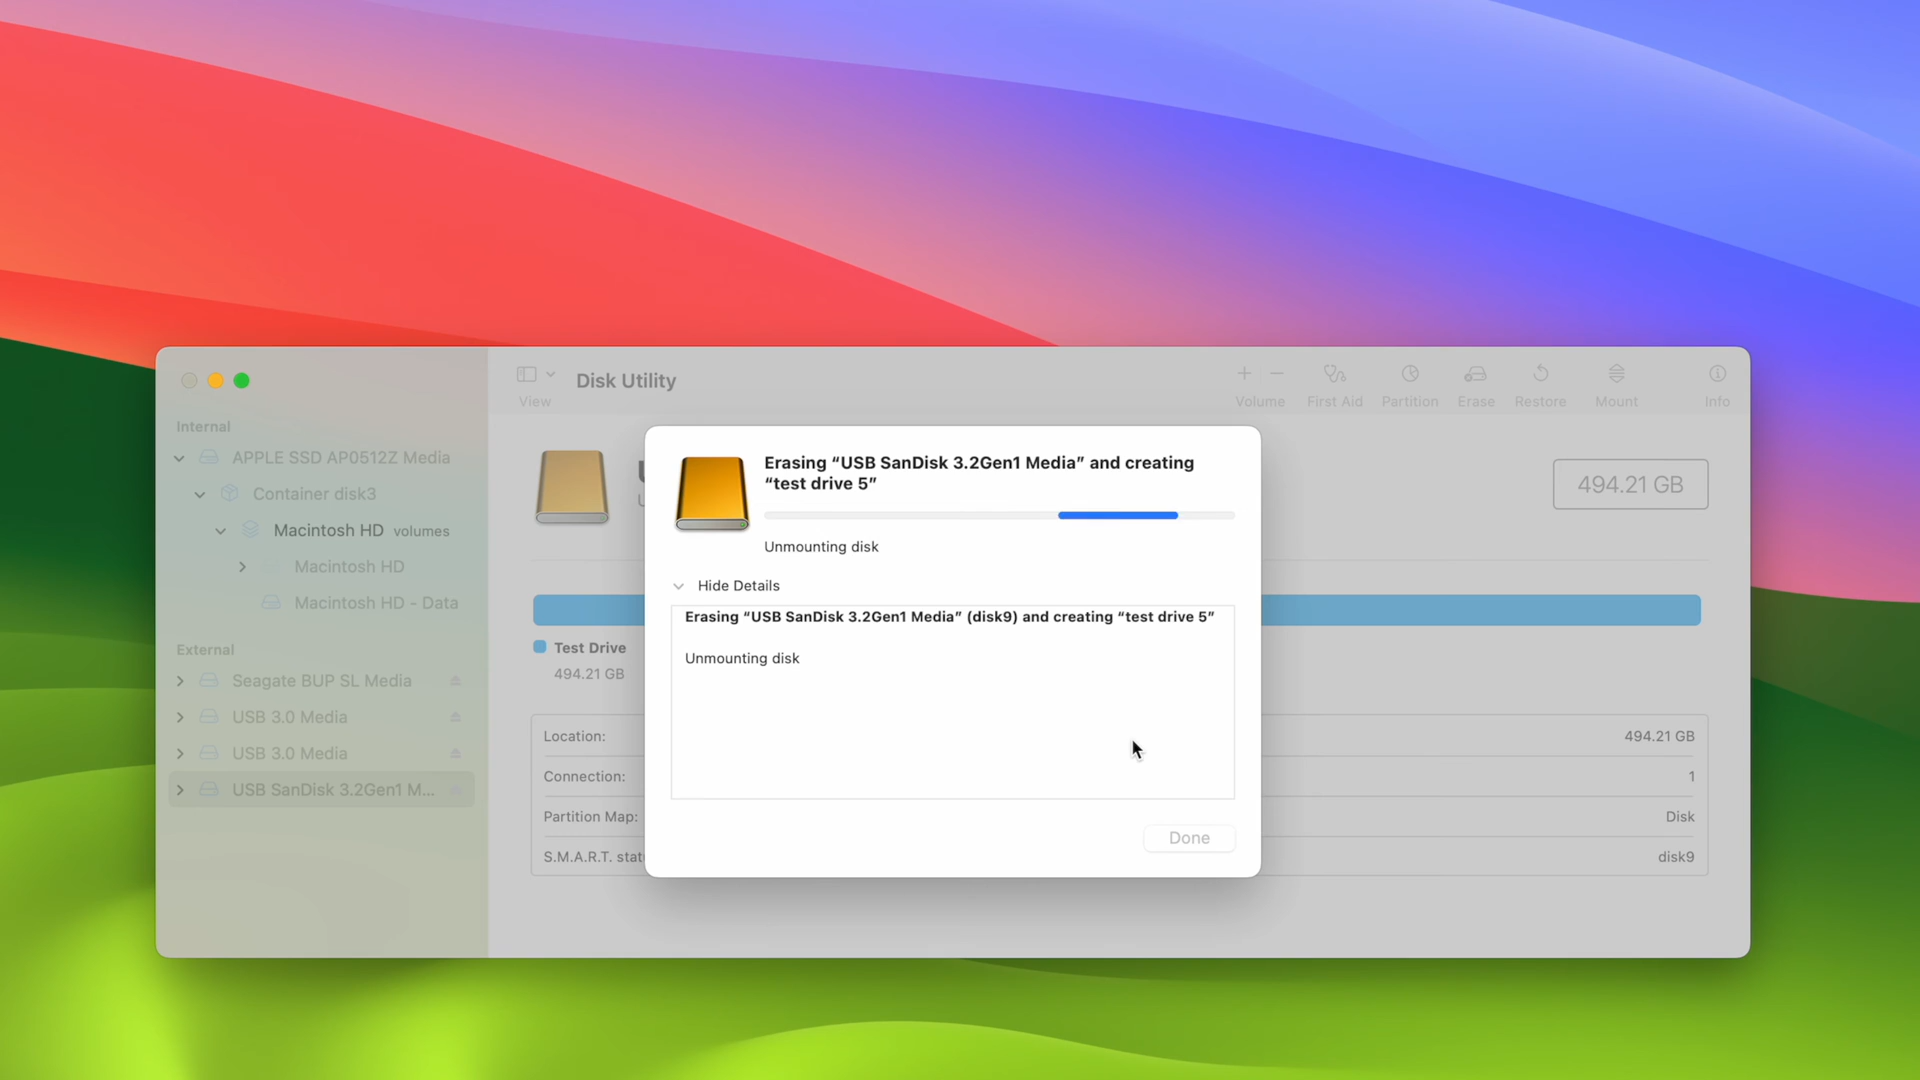 View
Disk Utility
Volume
First Aid
Partition
Erase
Restore
Mount
Info
Internal
APPLE SSD AP0512Z Media
Container disk3
Macintosh HD volumes
Macintosh HD
Macintosh HD - Data
External
Seagate BUP SL Media
USB 3.0 Media
USB 3.0 Media
USB SanDisk 3.2Gen1 M...
494.21 GB
Test Drive
494.21 GB
Location:
494.21 GB
Connection:
1
Partition Map:
Disk
S.M.A.R.T.
disk9
Erasing “USB SanDisk 3.2Gen1 Media” and creating
“test drive 5”
Unmounting disk
Hide Details
Erasing “USB SanDisk 3.2Gen1 Media” (disk9) and creating “test drive 5”
Unmounting disk
Done